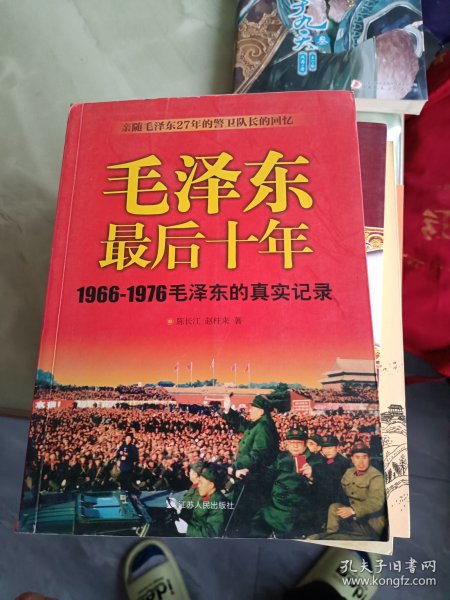 亲随毛泽东27年的警卫队长的回忆
毛泽东
最后十年
1966-1976毛泽东的真实记录
陈长江 赵桂来 著
江苏人民出版社
孔夫子旧书网
www.kongfz.com